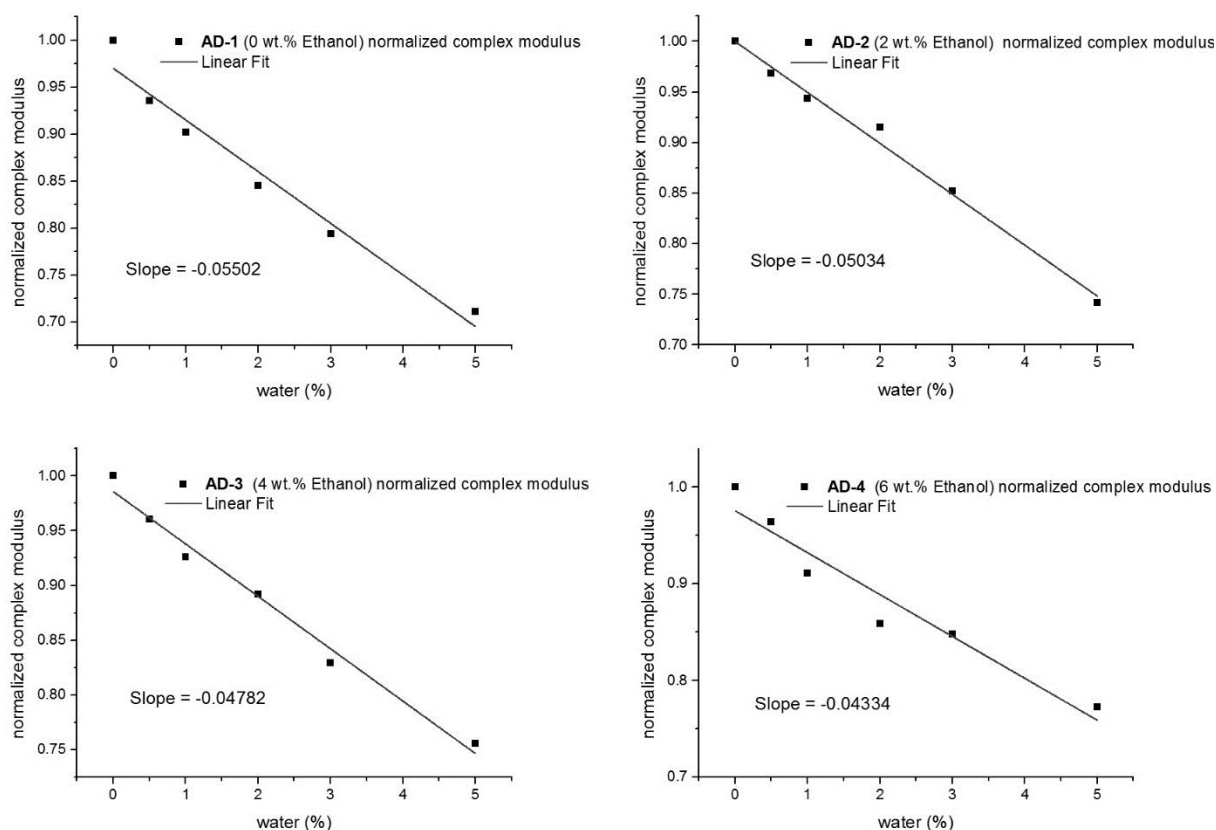 AD-1 (0 wt.% Ethanol) normalized complex modulus
Linear Fit
1.00
0.95
0.90
0.85
0.80
0.75
0.70
normalized complex modulus
Slope = -0.05502
0 1 2 3 4 5
water (%)
AD-2 (2 wt.% Ethanol) normalized complex modulus
Linear Fit
1.00
0.95
0.90
0.85
0.80
0.75
0.70
normalized complex modulus
Slope = -0.05034
0 1 2 3 4 5
water (%)
AD-3 (4 wt.% Ethanol) normalized complex modulus
Linear Fit
1.00
0.95
0.90
0.85
0.80
0.75
normalized complex modulus
Slope = -0.04782
0 1 2 3 4 5
water (%)
AD-4 (6 wt.% Ethanol) normalized complex modulus
Linear Fit
1.0
0.9
0.8
0.7
normalized complex modulus
Slope = -0.04334
0 1 2 3 4 5
water (%)